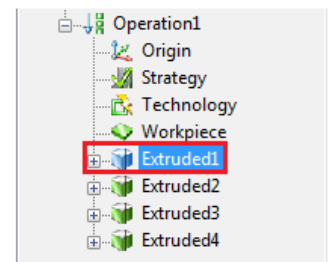 Operation1
Origin
Strategy
Technology
Workpiece
Extruded1
Extruded2
Extruded3
Extruded4